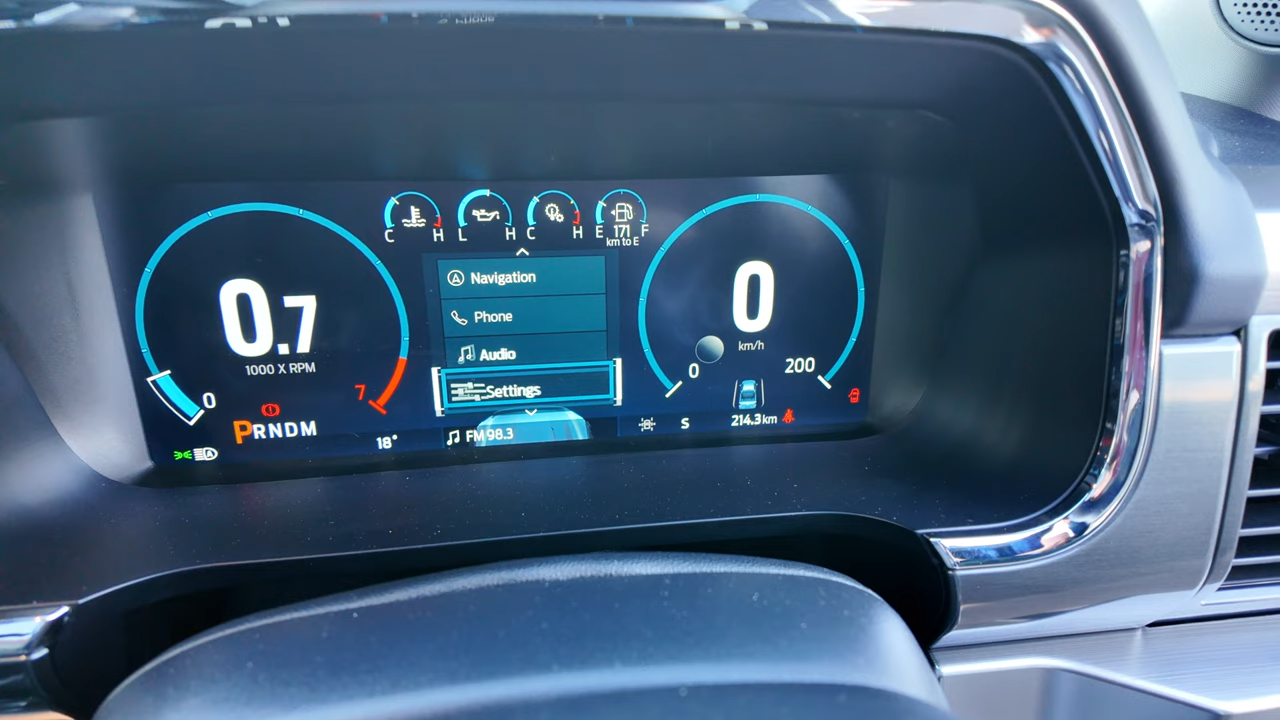 C H
L H
C H
E 171 F
km to E
Navigation
Phone
Audio
Settings
FM 98.3
0.7
1000 X RPM
0
7
PRNDM
A
18°
0
km/h
0
200
S
214.3 km